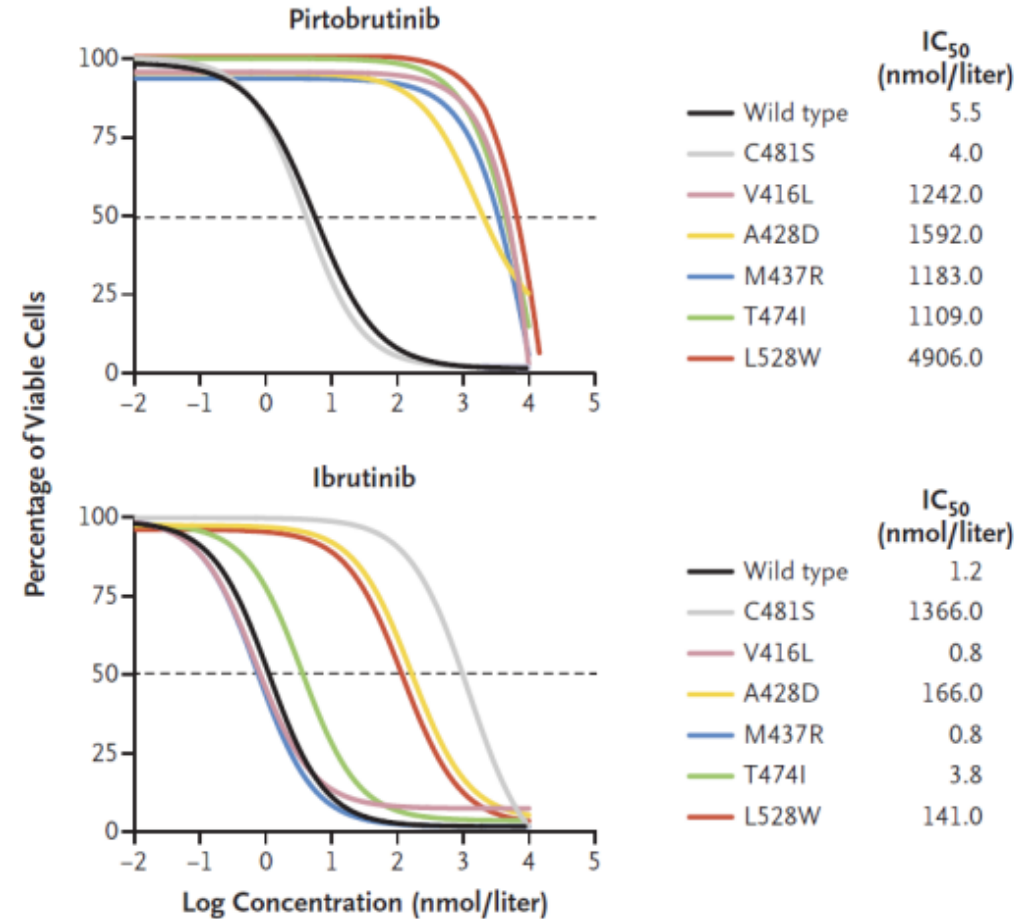 Pirtobrutinib
Percentage of Viable Cells
100
75
50
25
0
−2 −1 0 1 2 3 4 5
IC50
(nmol/liter)
Wild type 5.5
C481S 4.0
V416L 1242.0
A428D 1592.0
M437R 1183.0
T474I 1109.0
L528W 4906.0
Ibrutinib
100
75
50
25
0
−2 −1 0 1 2 3 4 5
Log Concentration (nmol/liter)
IC50
(nmol/liter)
Wild type 1.2
C481S 1366.0
V416L 0.8
A428D 166.0
M437R 0.8
T474I 3.8
L528W 141.0